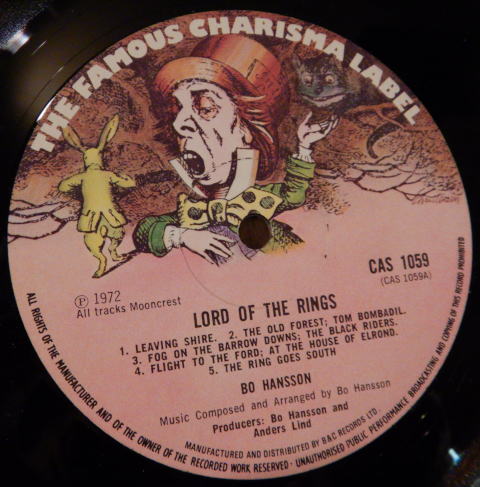 THE FAMOUS CHARISMA LABEL
CAS 1059
(CAS 1059A)
Ⓟ 1972
All tracks Mooncrest
LORD OF THE RINGS
1. LEAVING SHIRE. 2. THE OLD FOREST; TOM BOMBADIL.
3. FOG ON THE BARROW DOWNS; THE BLACK RIDERS.
4. FLIGHT TO THE FORD; AT THE HOUSE OF ELROND.
5. THE RING GOES SOUTH
BO HANSSON
Music Composed and Arranged by Bo Hansson
Producers: Bo Hansson and
Anders Lind
MANUFACTURED AND DISTRIBUTED BY B&C RECORDS LTD
ALL RIGHTS OF THE MANUFACTURER AND OF THE OWNER OF THE RECORDED WORK RESERVED · UNAUTHORISED PUBLIC PERFORMANCE BROADCASTING AND COPYING OF THIS RECORD PROHIBITED